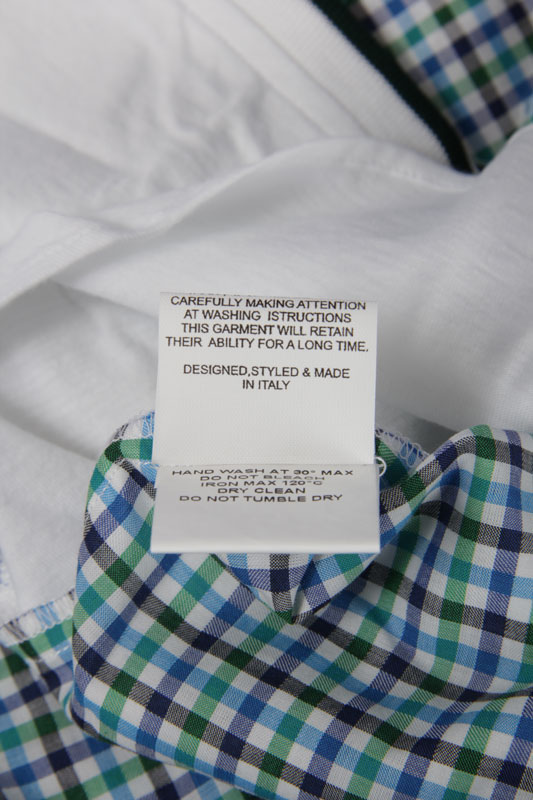 CAREFULLY MAKING ATTENTION
AT WASHING ISTRUCTIONS
THIS GARMENT WILL RETAIN
THEIR ABILITY FOR A LONG TIME.
DESIGNED,STYLED & MADE
IN ITALY
HAND WASH AT 30° MAX
DO NOT BLEACH
IRON MAX 120°C
DRY CLEAN
DO NOT TUMBLE DRY